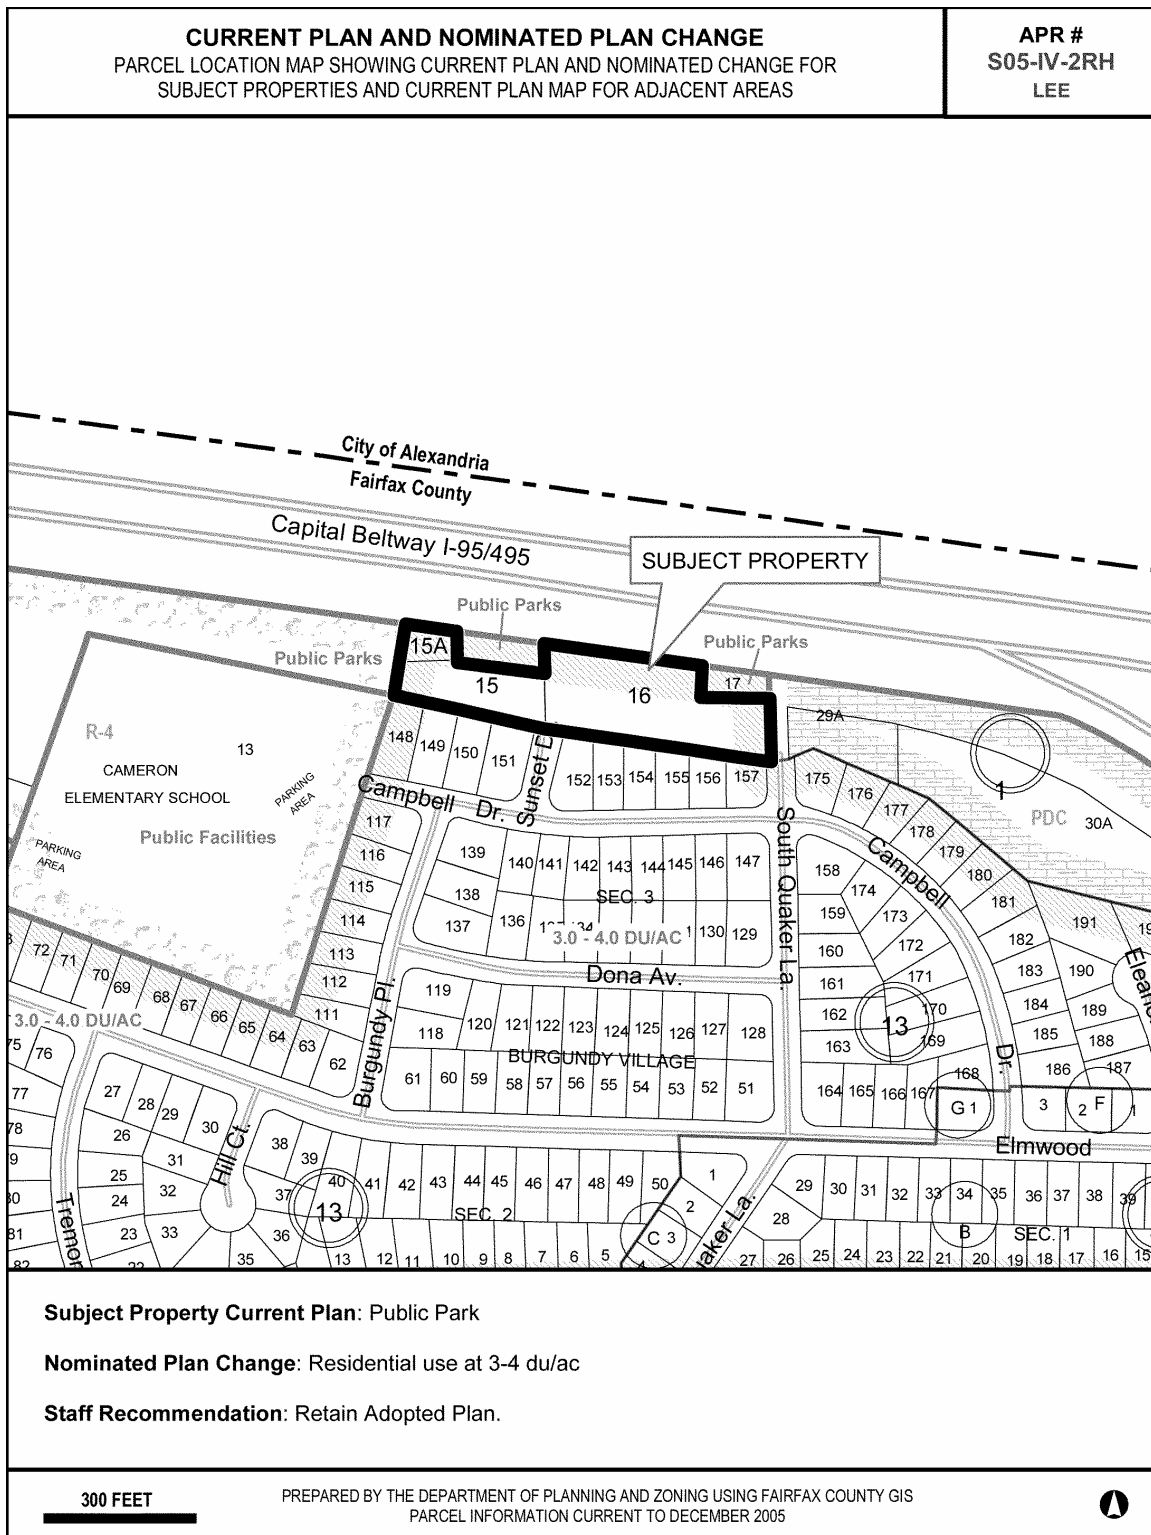 CURRENT PLAN AND NOMINATED PLAN CHANGE
PARCEL LOCATION MAP SHOWING CURRENT PLAN AND NOMINATED CHANGE FOR
SUBJECT PROPERTIES AND CURRENT PLAN MAP FOR ADJACENT AREAS
APR #
S05-IV-2RH
LEE
City of Alexandria
Fairfax County
Capital Beltway I-95/495
SUBJECT PROPERTY
Public Parks
Public Parks
Public Parks
15A
15
16
17
29A
R-4
13
CAMERON
ELEMENTARY SCHOOL
PARKING
AREA
Public Facilities
PARKING
AREA
148 149 150 151
Sunset D
152 153 154 155 156 157
175 176 177 178 179 180 181
1
PDC
30A
Campbell Dr.
South Quaker La.
Campbell
Dr.
117
116
115
114
113
112
111
139
138
137
140 141 142 143 144 145 146 147
SEC. 3
136
1 130 129
3.0 - 4.0 DU/AC
158
159
160
161
162
163
174
173
172
171
170
169
168
13
182
183
184
185
186
191
190
189
188
187
Eleano
Dona Av.
Burgundy Pl.
119
118
120 121 122 123 124 125 126 127 128
BURGUNDY VILLAGE
61 60 59 58 57 56 55 54 53 52 51
164 165 166 167
G 1
3 2 F 1
Elmwood
72 71 70 69 68 67 66 65 64 63 62
3.0 - 4.0 DU/AC
75 76
77
78
9
30
81
82
Tremon
27 28 29 30
26
25
24
23
22
31
32
33
Hill Ct.
38
39
37
36
35
40 41 42 43 44 45 46 47 48 49 50
13
SEC. 2
13 12 11 10 9 8 7 6 5
1
2
C 3
4
uaker La.
29 30 31 32 33 34 35 36 37 38 39
28
B
SEC. 1
27 26 25 24 23 22 21 20 19 18 17 16 15
Subject Property Current Plan: Public Park
Nominated Plan Change: Residential use at 3-4 du/ac
Staff Recommendation: Retain Adopted Plan.
300 FEET
PREPARED BY THE DEPARTMENT OF PLANNING AND ZONING USING FAIRFAX COUNTY GIS
PARCEL INFORMATION CURRENT TO DECEMBER 2005